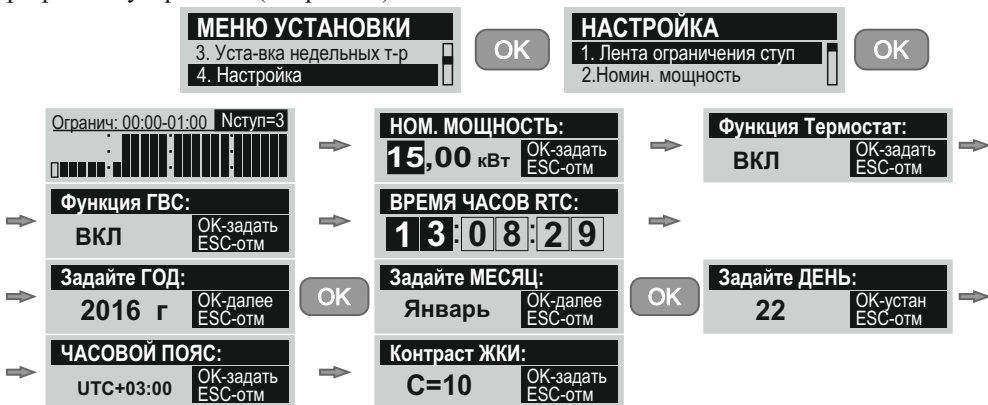 МЕНЮ УСТАНОВКИ
3. Уста-вка недельных т-р
4. Настройка
OK
НАСТРОЙКА
1. Лента ограничения ступ
2.Номин. мощность
OK
Огранич: 00:00-01:00 Nступ=3
НОМ. МОЩНОСТЬ:
15,00 кВт
OK-задать
ESC-отм
Функция Термостат:
ВКЛ
OK-задать
ESC-отм
Функция ГВС:
ВКЛ
OK-задать
ESC-отм
ВРЕМЯ ЧАСОВ RTC:
13:08:29
Задайте ГОД:
2016 г
OK-далее
ESC-отм
OK
Задайте МЕСЯЦ:
Январь
OK-далее
ESC-отм
OK
Задайте ДЕНЬ:
22
OK-устан
ESC-отм
ЧАСОВОЙ ПОЯС:
UTC+03:00
OK-задать
ESC-отм
Контраст ЖКИ:
C=10
OK-задать
ESC-отм